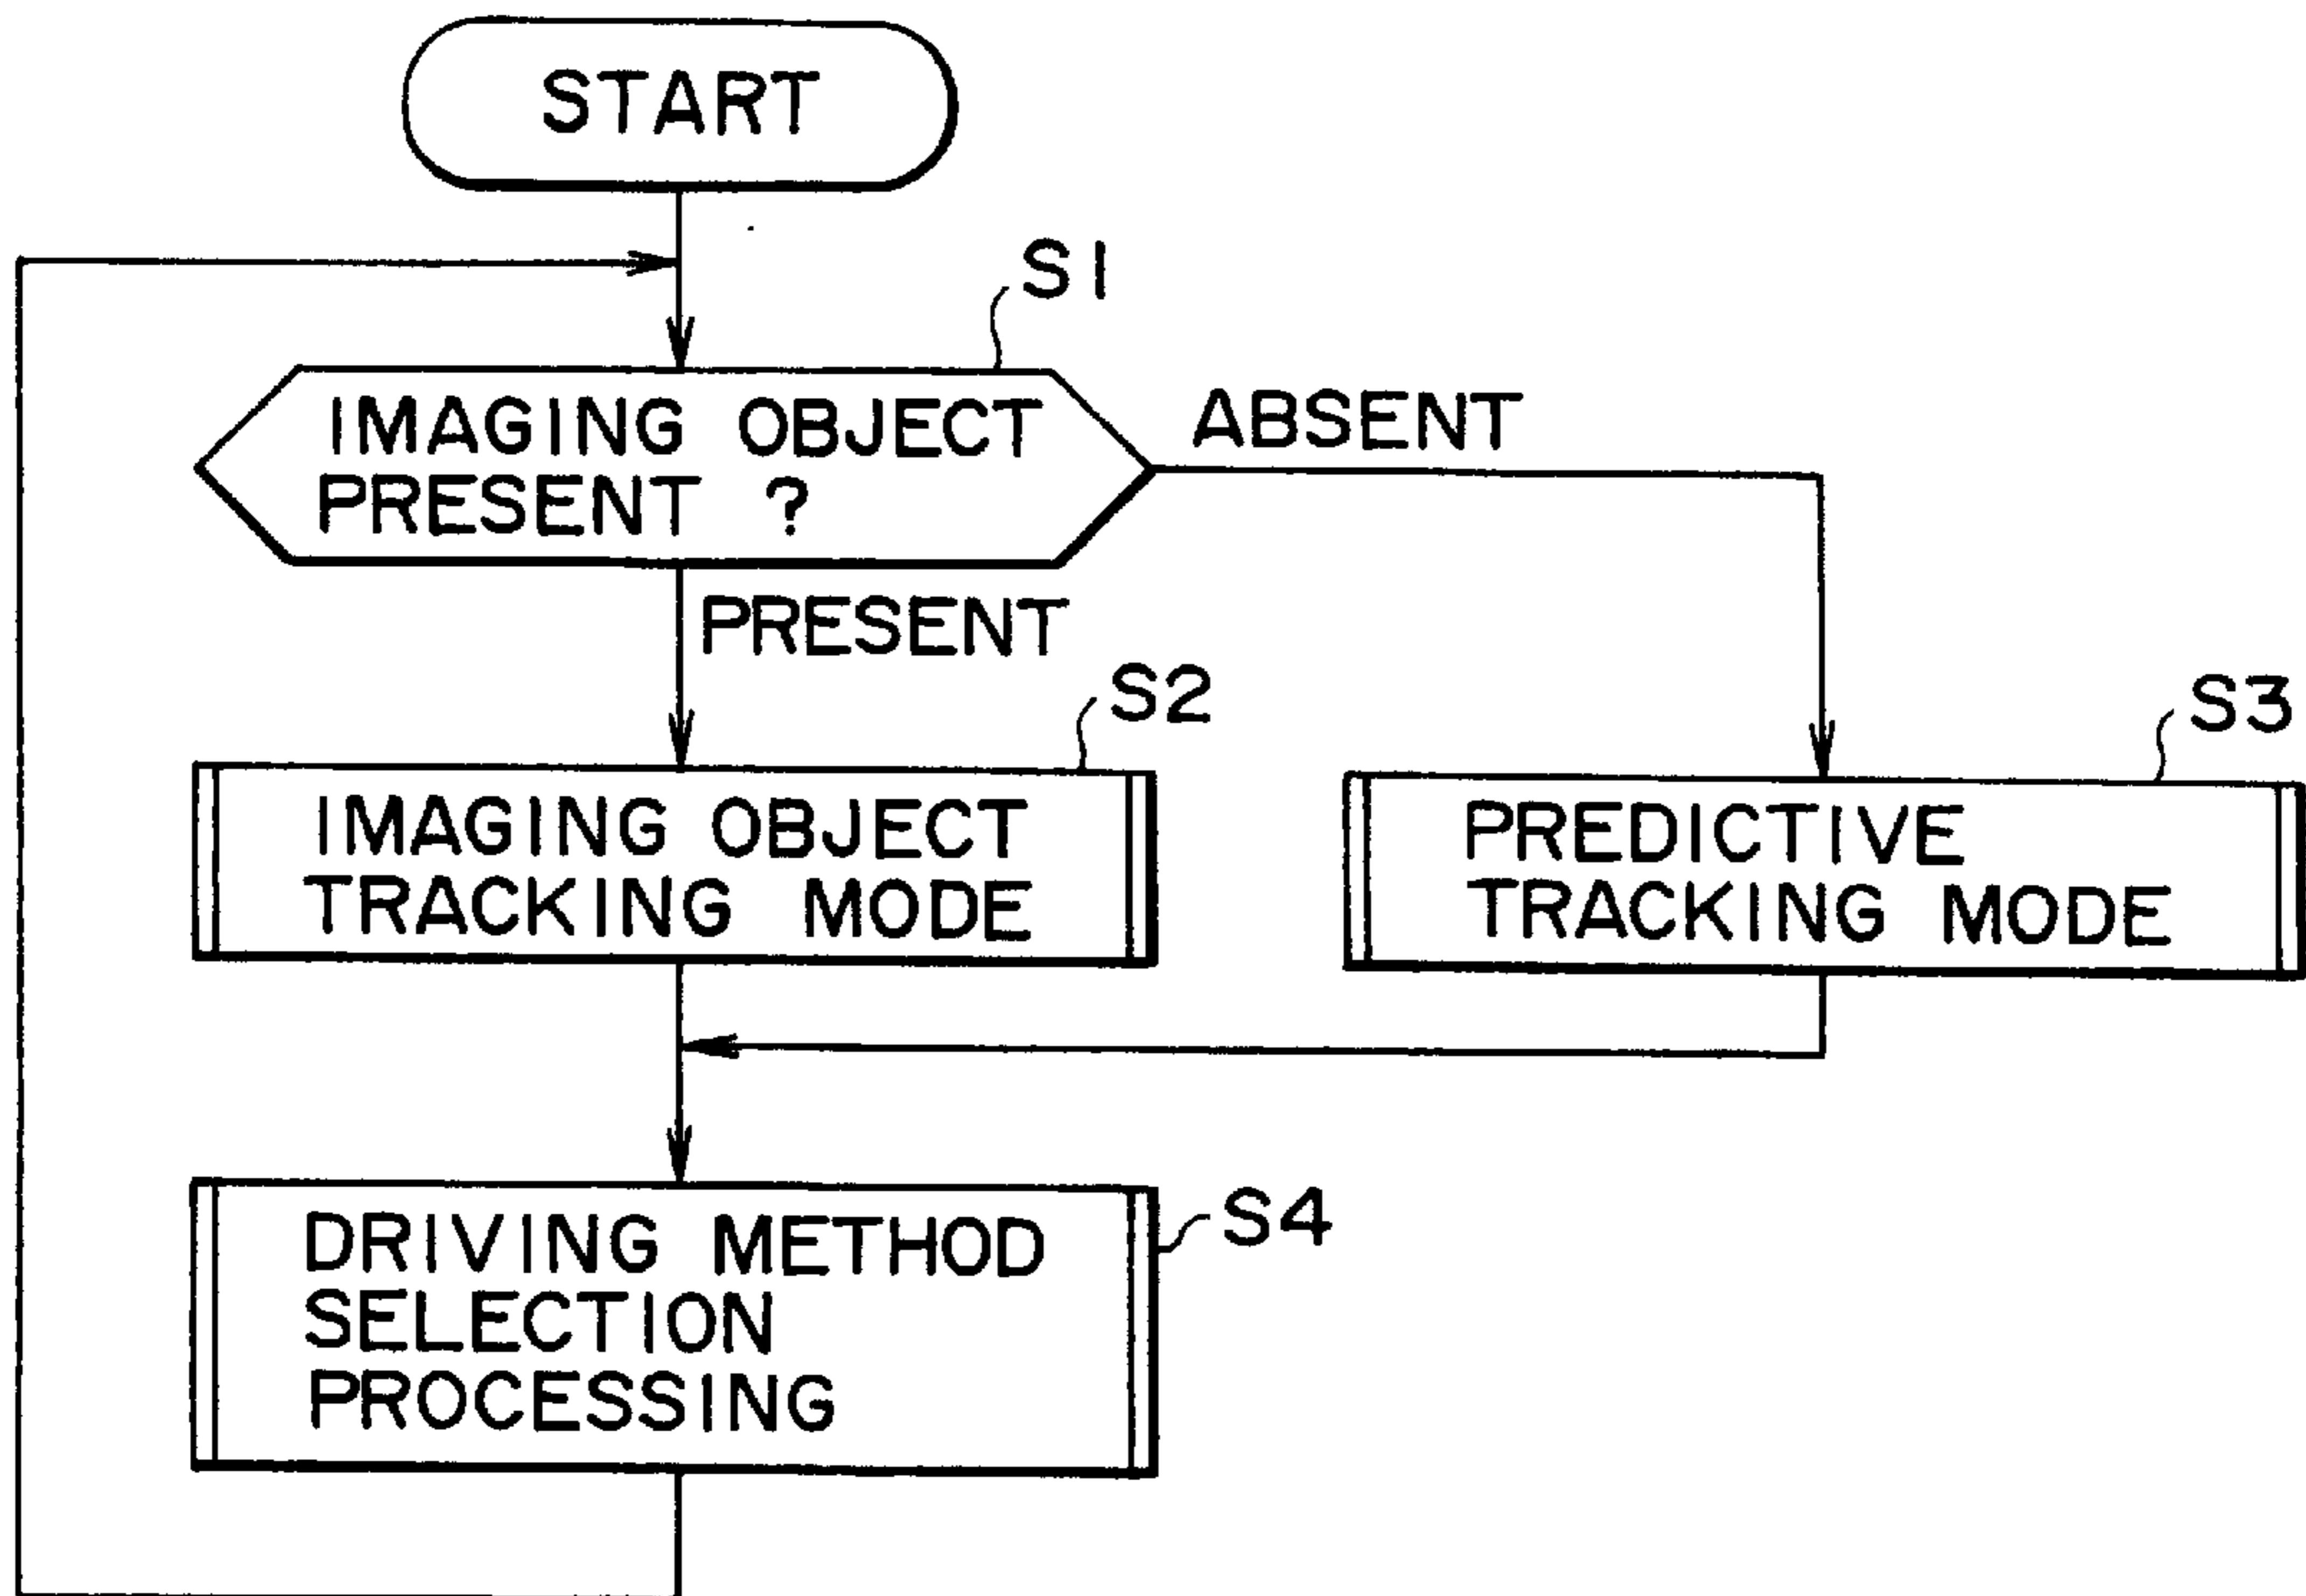 START
S1
IMAGING OBJECT
PRESENT ?
ABSENT
PRESENT
S2
S3
IMAGING OBJECT
TRACKING MODE
PREDICTIVE
TRACKING MODE
S4
DRIVING METHOD
SELECTION
PROCESSING